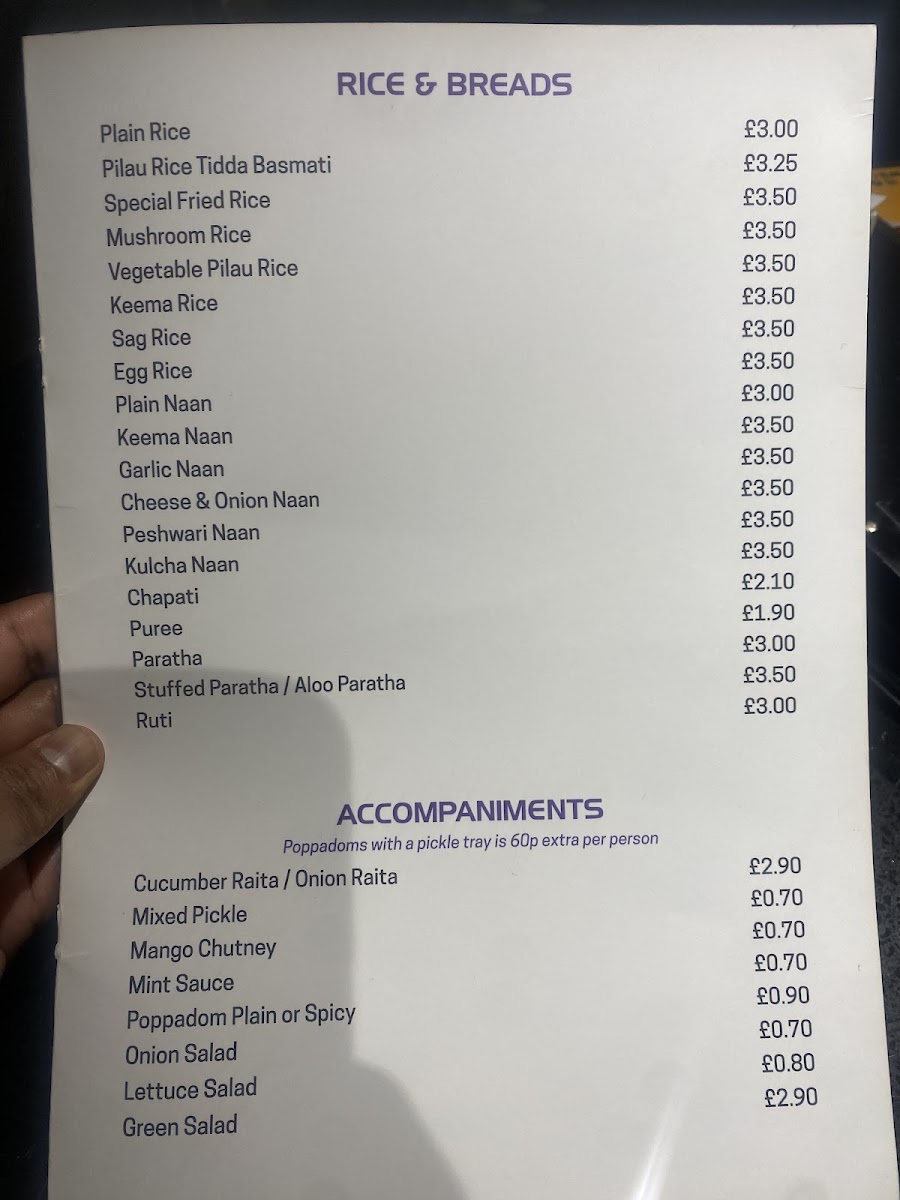 RICE & BREADS
Plain Rice £3.00
Pilau Rice Tidda Basmati £3.25
Special Fried Rice £3.50
Mushroom Rice £3.50
Vegetable Pilau Rice £3.50
Keema Rice £3.50
Sag Rice £3.50
Egg Rice £3.50
Plain Naan £3.00
Keema Naan £3.50
Garlic Naan £3.50
Cheese & Onion Naan £3.50
Peshwari Naan £3.50
Kulcha Naan £3.50
Chapati £2.10
Puree £1.90
Paratha £3.00
Stuffed Paratha / Aloo Paratha £3.50
Ruti £3.00
ACCOMPANIMENTS
Poppadoms with a pickle tray is 60p extra per person
Cucumber Raita / Onion Raita £2.90
Mixed Pickle £0.70
Mango Chutney £0.70
Mint Sauce £0.70
Poppadom Plain or Spicy £0.90
Onion Salad £0.70
Lettuce Salad £0.80
Green Salad £2.90